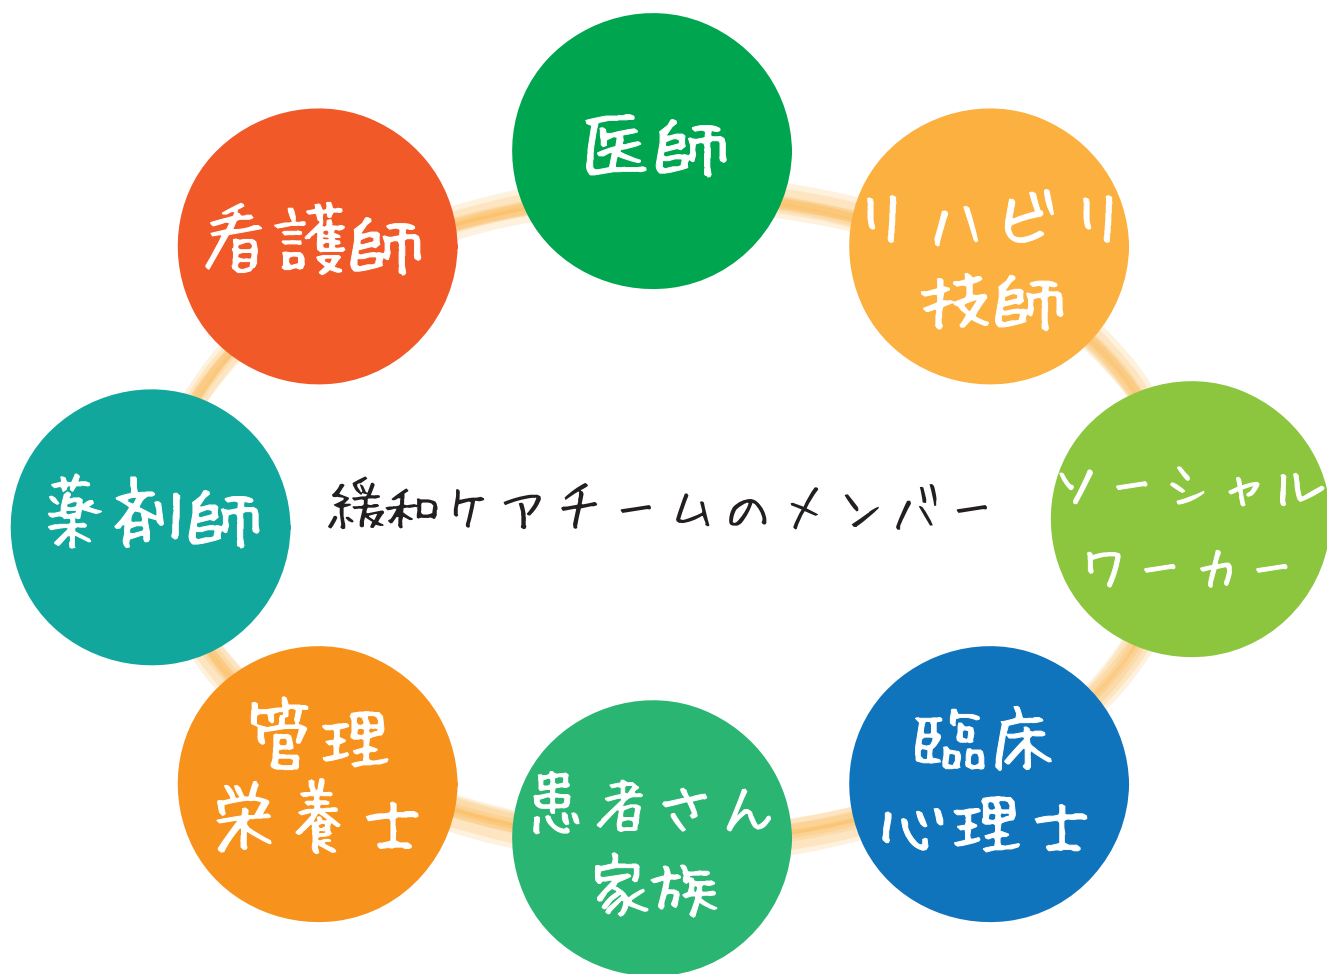 医師
看護師
リハビリ
技師
薬剤師
緩和ケアチームのメンバー
ソーシャル
ワーカー
管理
栄養士
患者さん
家族
臨床
心理士